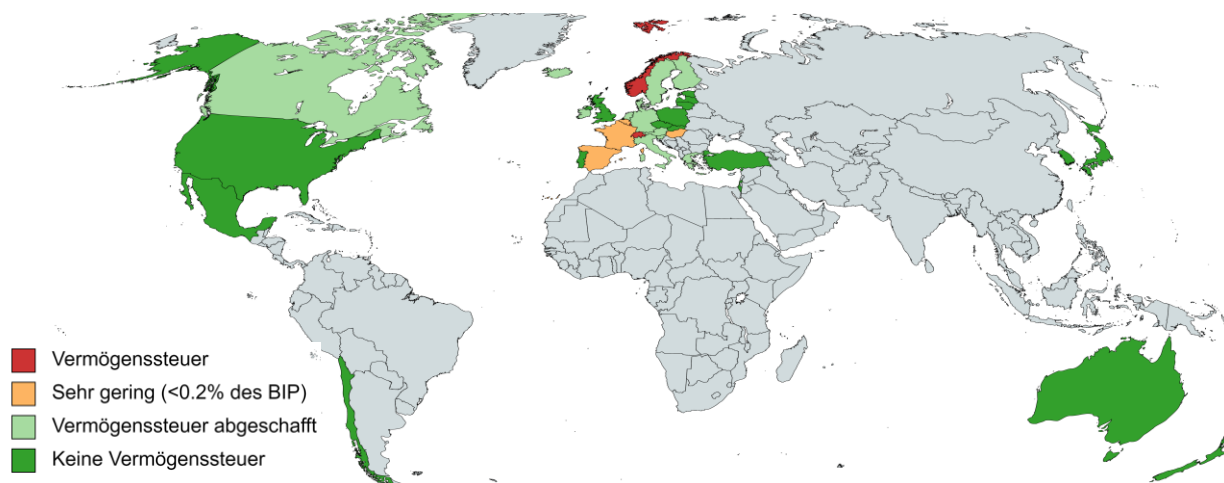 Vermögenssteuer
Sehr gering (<0.2% des BIP)
Vermögenssteuer abgeschafft
Keine Vermögenssteuer